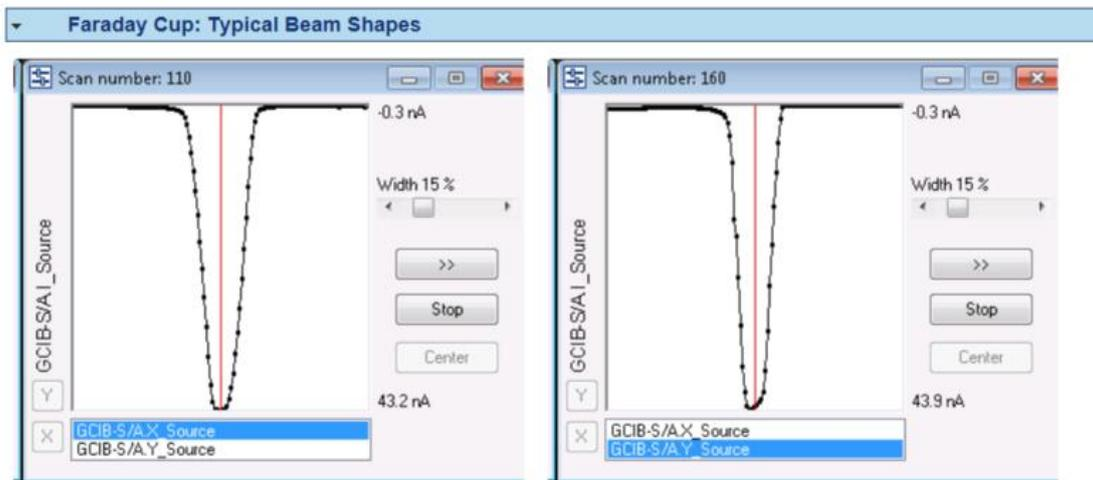 Faraday Cup: Typical Beam Shapes
Scan number: 110
-0.3 nA
Width 15 %
>>
Stop
Center
43.2 nA
GCIB-S/A.I_Source
Y
X
GCIB-S/A.X_Source
GCIB-S/A.Y_Source
Scan number: 160
-0.3 nA
Width 15 %
>>
Stop
Center
43.9 nA
GCIB-S/A.I_Source
Y
X
GCIB-S/A.X_Source
GCIB-S/A.Y_Source